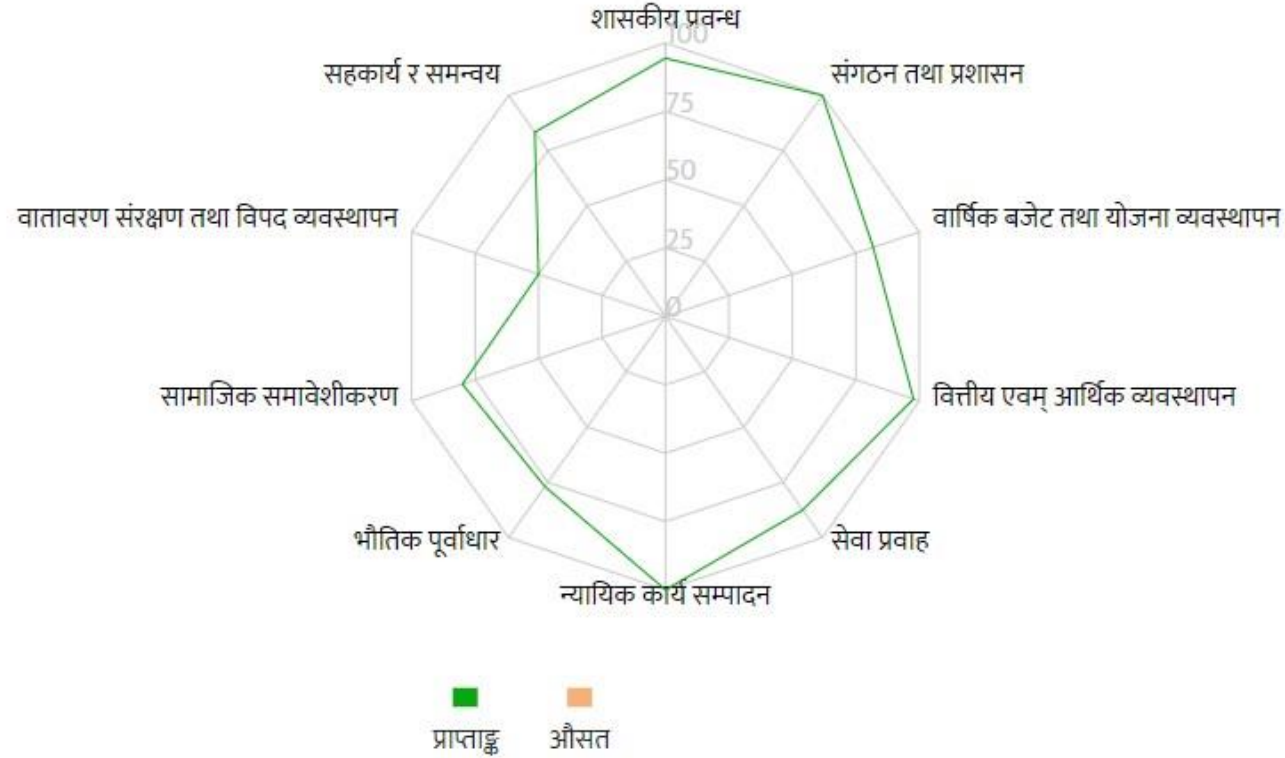 शासकीय प्रवन्ध
100
सहकार्य र समन्वय
संगठन तथा प्रशासन
75
50
वातावरण संरक्षण तथा विपद व्यवस्थापन
वार्षिक बजेट तथा योजना व्यवस्थापन
25
0
सामाजिक समावेशीकरण
वित्तीय एवम् आर्थिक व्यवस्थापन
भौतिक पूर्वाधार
सेवा प्रवाह
न्यायिक कार्य सम्पादन
प्राप्ताङ्क
औसत